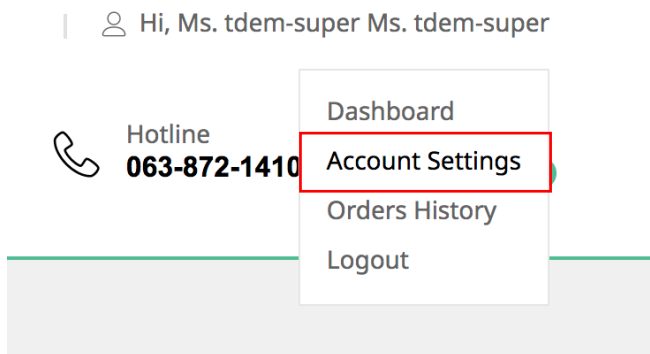 Hi, Ms. tdem-super Ms. tdem-super
Hotline
063-872-1410
Dashboard
Account Settings
Orders History
Logout